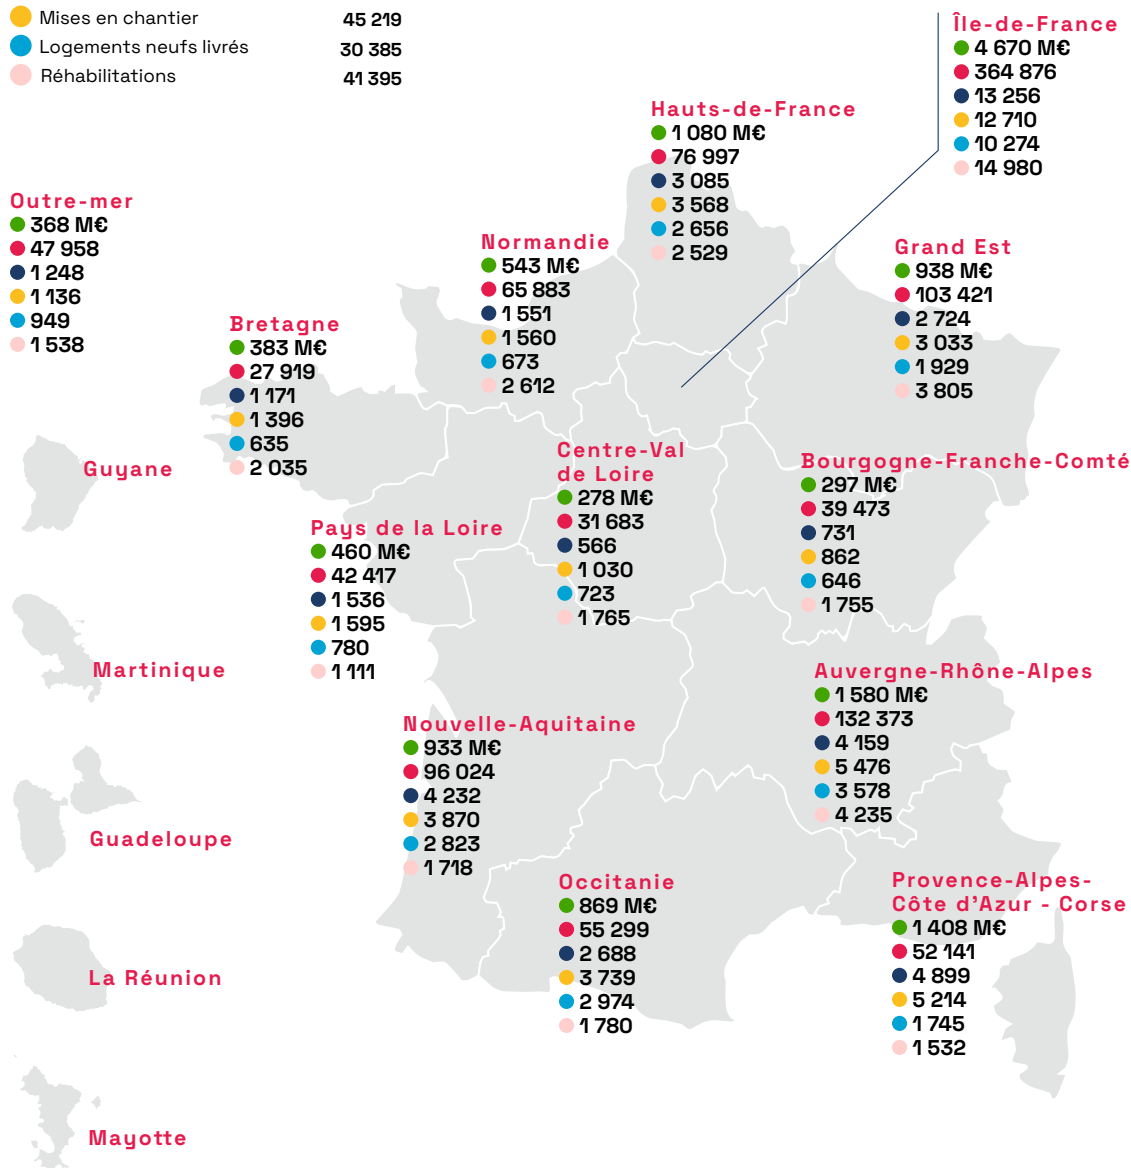 Mises en chantier 45 219
Logements neufs livrés 30 385
Réhabilitations 41 395
Île-de-France
4 670 M€
364 876
13 256
12 710
10 274
14 980
Hauts-de-France
1 080 M€
76 997
3 085
3 568
2 656
2 529
Outre-mer
368 M€
47 958
1 248
1 136
949
1 538
Normandie
543 M€
65 883
1 551
1 560
673
2 612
Grand Est
938 M€
103 421
2 724
3 033
1 929
3 805
Bretagne
383 M€
27 919
1 171
1 396
635
2 035
Centre-Val
de Loire
278 M€
31 683
566
1 030
723
1 765
Bourgogne-Franche-Comté
297 M€
39 473
731
862
646
1 755
Guyane
Pays de la Loire
460 M€
42 417
1 536
1 595
780
1 111
Martinique
Auvergne-Rhône-Alpes
1 580 M€
132 373
4 159
5 476
3 578
4 235
Nouvelle-Aquitaine
933 M€
96 024
4 232
3 870
2 823
1 718
Guadeloupe
Occitanie
869 M€
55 299
2 688
3 739
2 974
1 780
Provence-Alpes-
Côte d'Azur - Corse
1 408 M€
52 141
4 899
5 214
1 745
1 532
La Réunion
Mayotte